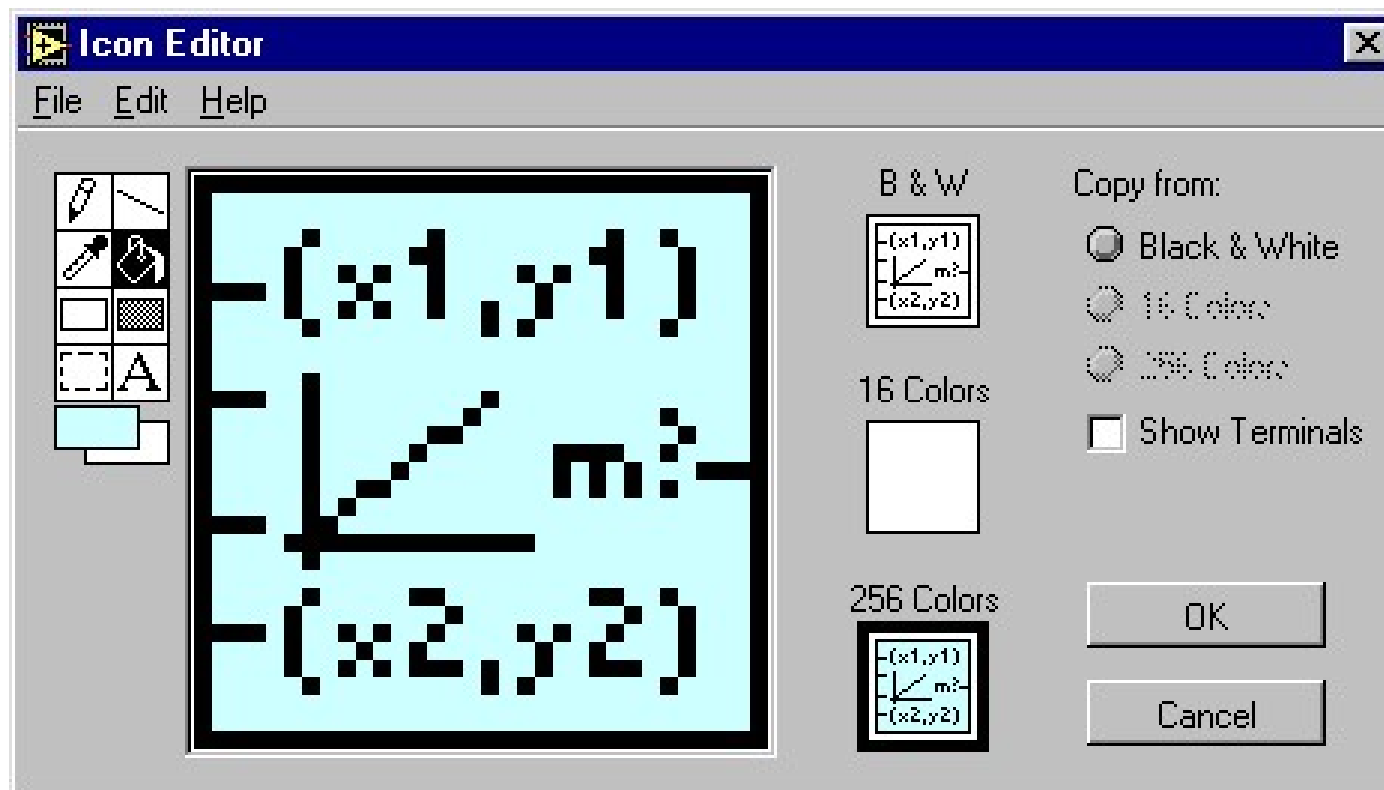 Icon Editor
File Edit Help
(x1,y1)
m?
(x2,y2)
A
B & W
(x1,y1)
m?
(x2,y2)
16 Colors
256 Colors
(x1,y1)
m?
(x2,y2)
Copy from:
Black & White
16 Colors
256 Colors
Show Terminals
OK
Cancel